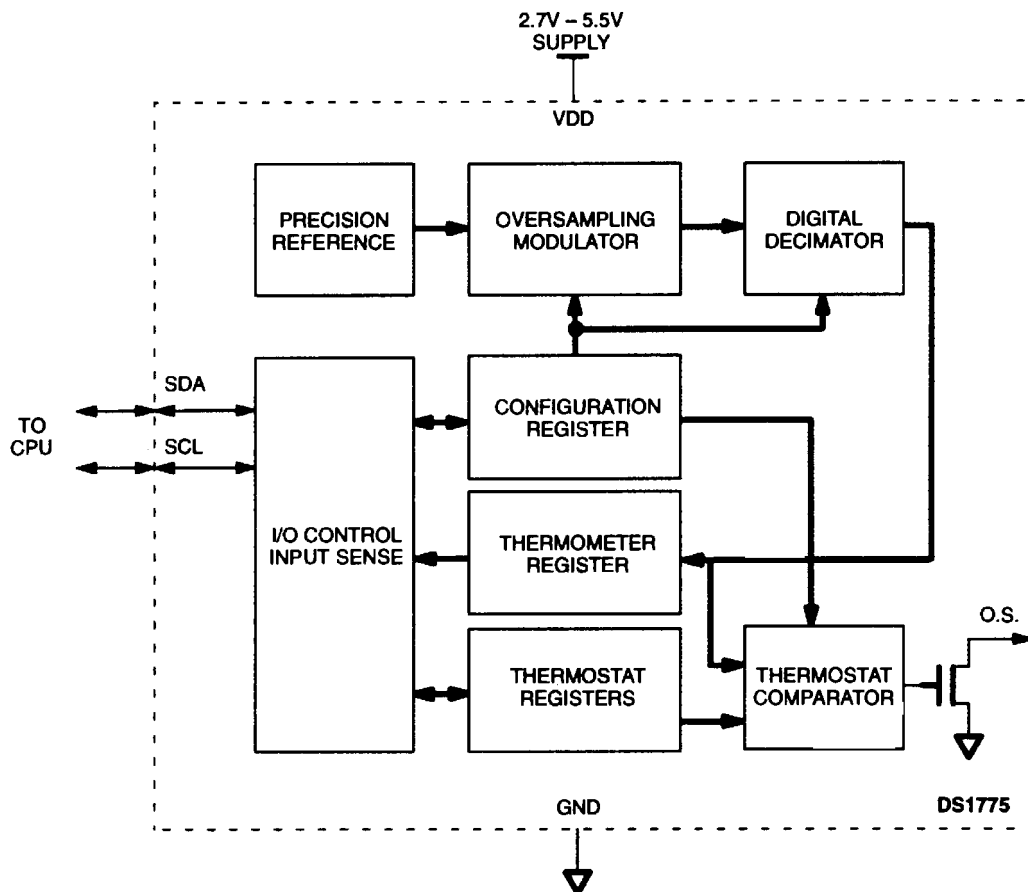 2.7V – 5.5V
SUPPLY
VDD
PRECISION
REFERENCE
OVERSAMPLING
MODULATOR
DIGITAL
DECIMATOR
SDA
TO
CPU
SCL
I/O CONTROL
INPUT SENSE
CONFIGURATION
REGISTER
THERMOMETER
REGISTER
THERMOSTAT
REGISTERS
THERMOSTAT
COMPARATOR
O.S.
GND
DS1775